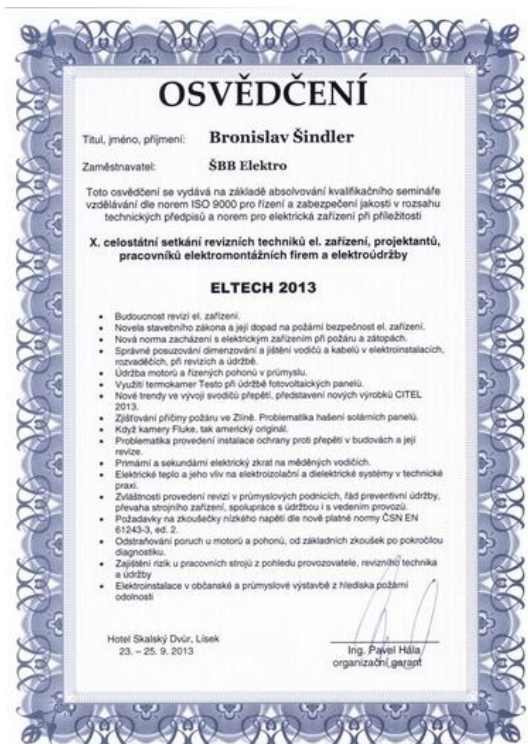 OSVĚDČENÍ
Titul, jméno, příjmení: Bronislav Šindler
Zaměstnavatel: ŠBB Elektro
Toto osvědčení se vydává na základě absolvování kvalifikačního semináře
vzdělávání dle norem ISO 9000 pro řízení a zabezpečení jakosti v rozsahu
technických předpisů a norem pro elektrická zařízení při příležitosti
X. celostátní setkání revizních techniků el. zařízení, projektantů,
pracovníků elektromontážních firem a elektroúdržby
ELTECH 2013
• Budoucnost revizí el. zařízení.
• Novela stavebního zákona a její dopad na požární bezpečnost el. zařízení.
• Nová norma zacházení s elektrickým zařízením při požáru a zátopách.
• Správné posuzování dimenzování a jištění vodičů a kabelů v elektroinstalacích,
rozvaděčích, při revizích a údržbě.
• Údržba motorů a řízených pohonů v průmyslu.
• Využití termokamer Testo při údržbě fotovoltaických panelů.
• Nové trendy ve vývoji svodičů přepětí, představení nových výrobků CITEL
2013.
• Zjišťování příčiny požáru ve Zlíně. Problematika hašení solárních panelů.
• Když kamery Fluke, tak americký originál.
• Problematika provedení instalace ochrany proti přepětí v budovách a její
revize.
• Primární a sekundární elektrický zkrat na měděných vodičích.
• Elektrické teplo a jeho vliv na elektroizolační a dielektrické systémy v technické
praxi.
• Zvláštnosti provedení revizí v průmyslových podnicích, řád preventivní údržby,
převaha strojního zařízení, spolupráce s údržbou i s vedením provozů.
• Požadavky na zkoušečky nízkého napětí dle nově platné normy ČSN EN
61243-3, ed. 2.
• Odstraňování poruch u motorů a pohonů, od základních zkoušek po pokročilou
diagnostiku.
• Zajištění rizik u pracovních strojů z pohledu provozovatele, revizního technika
a údržby
• Elektroinstalace v občanské a průmyslové výstavbě z hlediska požární
odolnosti
Hotel Skalský Dvůr, Lísek
23. – 25. 9. 2013
Ing. Pavel Hála
organizační garant